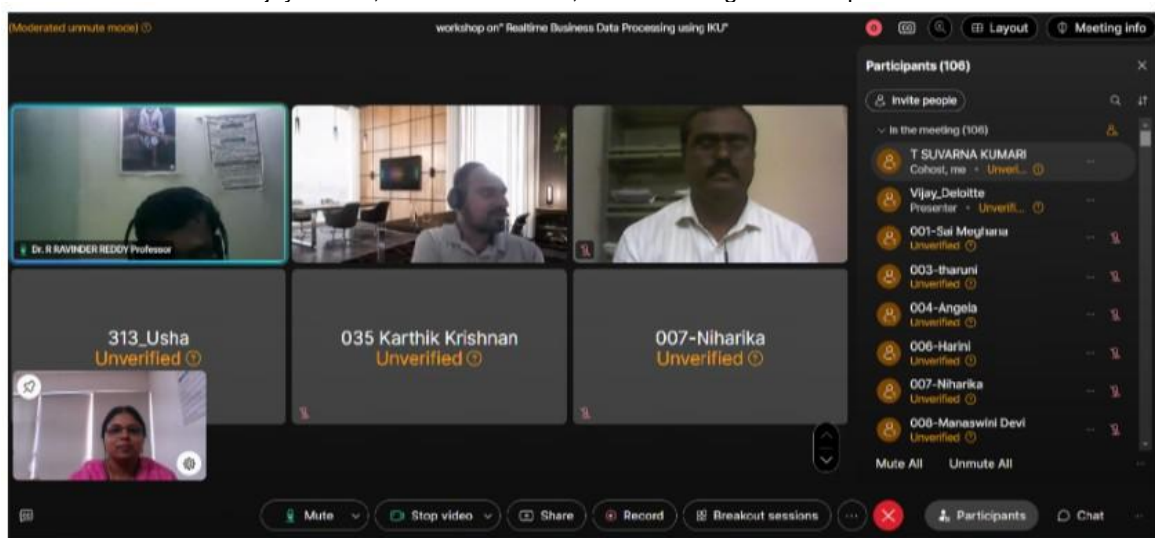 (Moderated unmute mode)
workshop on" Realtime Business Data Processing using IKU"
Layout
Meeting info
Participants (106)
Invite people
In the meeting (106)
T SUVARNA KUMARI
Cohost, me • Unveri...
Vijay_Deloitte
Presenter • Unverifi...
001-Sai Meghana
Unverified
003-tharuni
Unverified
004-Angela
Unverified
006-Harini
Unverified
007-Niharika
Unverified
008-Manaswini Devi
Unverified
Mute All Unmute All
Dr. R RAVINDER REDDY Professor
313_Usha
Unverified
035 Karthik Krishnan
Unverified
007-Niharika
Unverified
Mute
Stop video
Share
Record
Breakout sessions
Participants
Chat